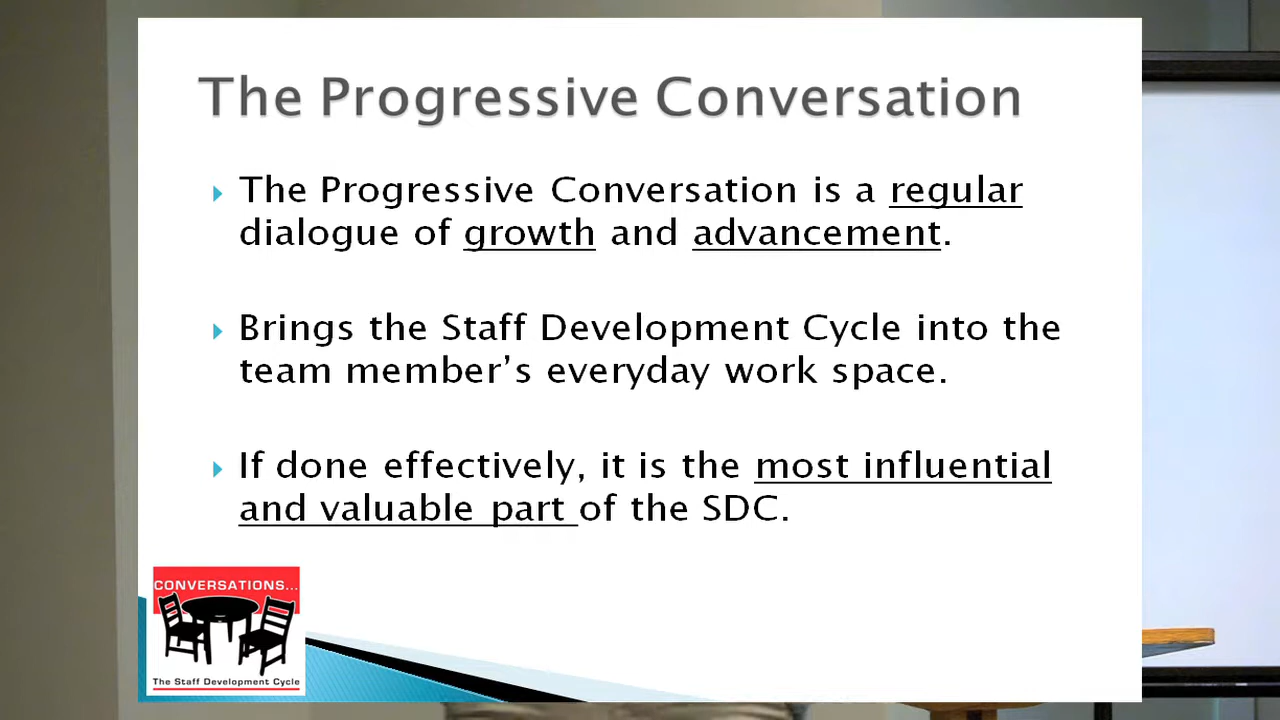 The Progressive Conversation
The Progressive Conversation is a regular
dialogue of growth and advancement.
Brings the Staff Development Cycle into the
team member’s everyday work space.
If done effectively, it is the most influential
and valuable part of the SDC.
CONVERSATIONS...
The Staff Development Cycle